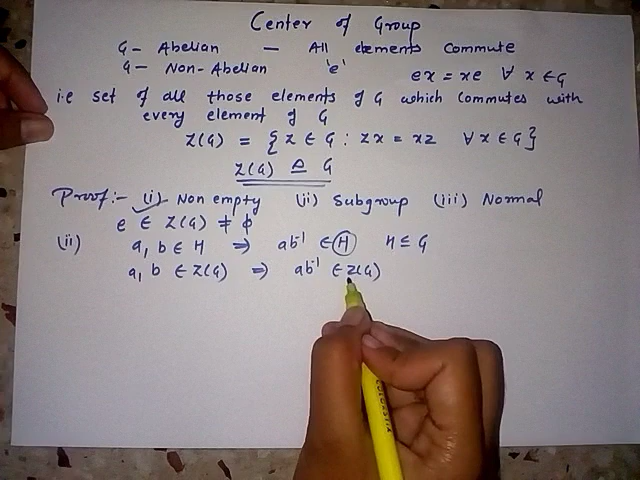 Center of Group
G - Abelian — All elements Commute
G - Non-Abelian 'e' ex = xe ∀ x ∈ G
i.e set of all those elements of G which commutes with
every element of G
Z(G) = {z ∈ G : zx = xz ∀ x ∈ G}
Z(G) ⊴ G
Proof:- (i) Non empty (ii) Subgroup (iii) Normal
e ∈ Z(G) ≠ ϕ
(ii) a, b ∈ H ⇒ ab⁻¹ ∈ H H ≤ G
a, b ∈ Z(G) ⇒ ab⁻¹ ∈ Z(G)